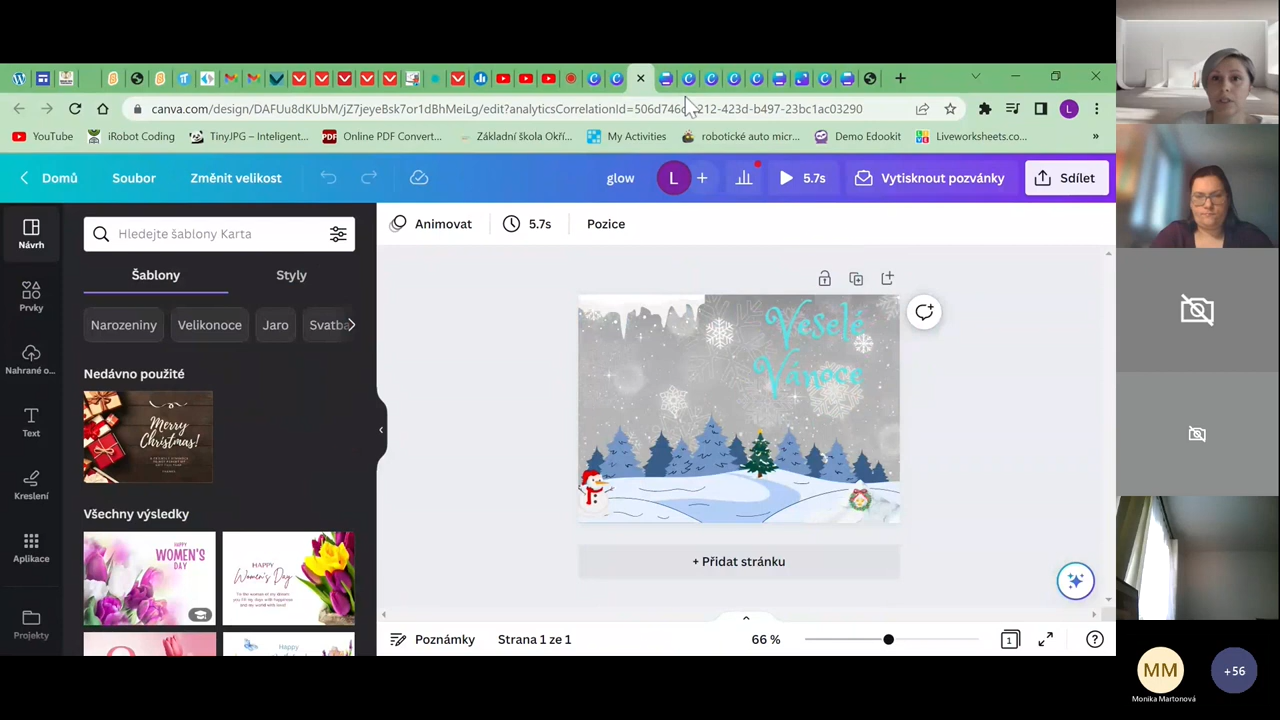 canva.com/design/DAFUu8dKUbM/jZ7jeyeBsk7or1dBhMeiLg/edit?analyticsCorrelationId=506d746 212-423d-b497-23bc1ac03290
L
YouTube
iRobot Coding
TinyJPG – Inteligent...
PDF
Online PDF Convert...
Základní škola Okří...
My Activities
robotické auto micr...
Demo Edookit
Liveworksheets.co...
»
Domů
Soubor
Změnit velikost
glow
L
+
5.7s
Vytisknout pozvánky
Sdílet
Návrh
Hledejte šablony Karta
Animovat
5.7s
Pozice
Šablony
Styly
Prvky
Narozeniny
Velikonoce
Jaro
Svatba
Nahrané o...
Nedávno použité
Merry
Christmas!
Text
Kreslení
Všechny výsledky
Aplikace
HAPPY
WOMEN'S
DAY
HAPPY
Women's Day
Projekty
Happy
Veselé
Vánoce
+ Přidat stránku
Poznámky
Strana 1 ze 1
66 %
1
MM
Monika Martonová
+56